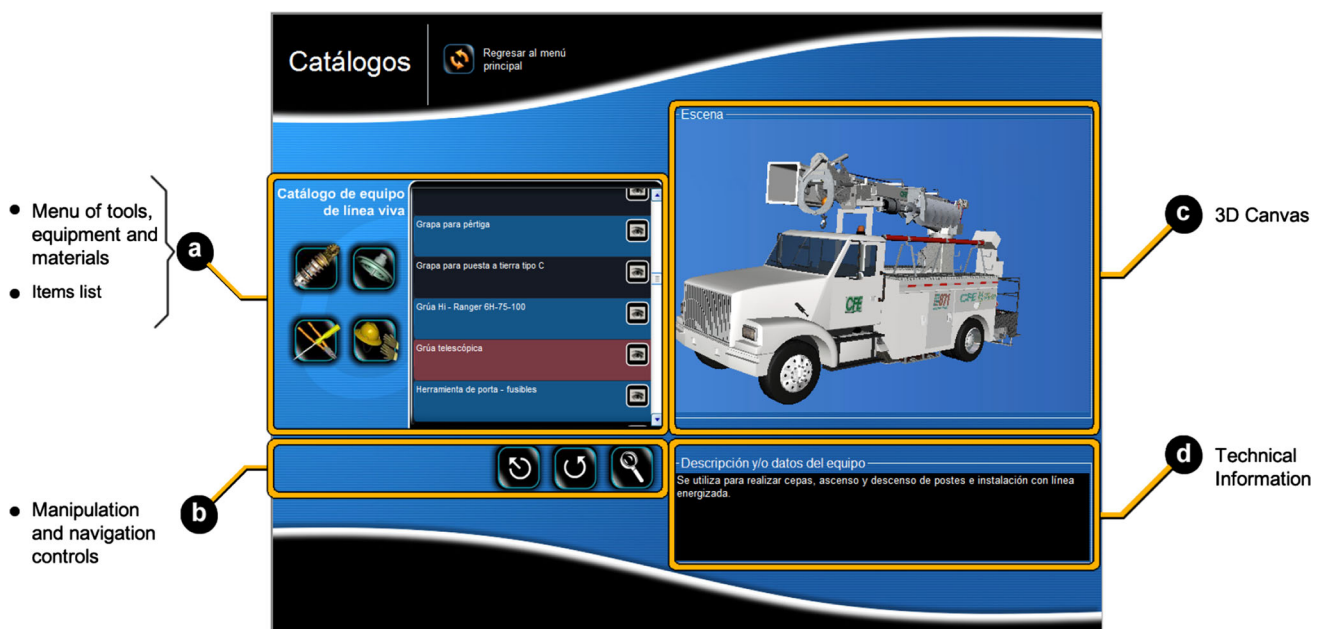 Catálogos
Regresar al menú
principal
Escena
Catálogo de equipo
de línea viva
Grapa para pértiga
Grapa para puesta a tierra tipo C
Grúa Hi - Ranger 6H-75-100
Grúa telescópica
Herramienta de porta - fusibles
CFE
971
CFE
Descripción y/o datos del equipo
Se utiliza para realizar cepas, ascenso y descenso de postes e instalación con línea
energizada.
Menu of tools,
equipment and
materials
Items list
a
Manipulation
and navigation
controls
b
c
3D Canvas
d
Technical
Information